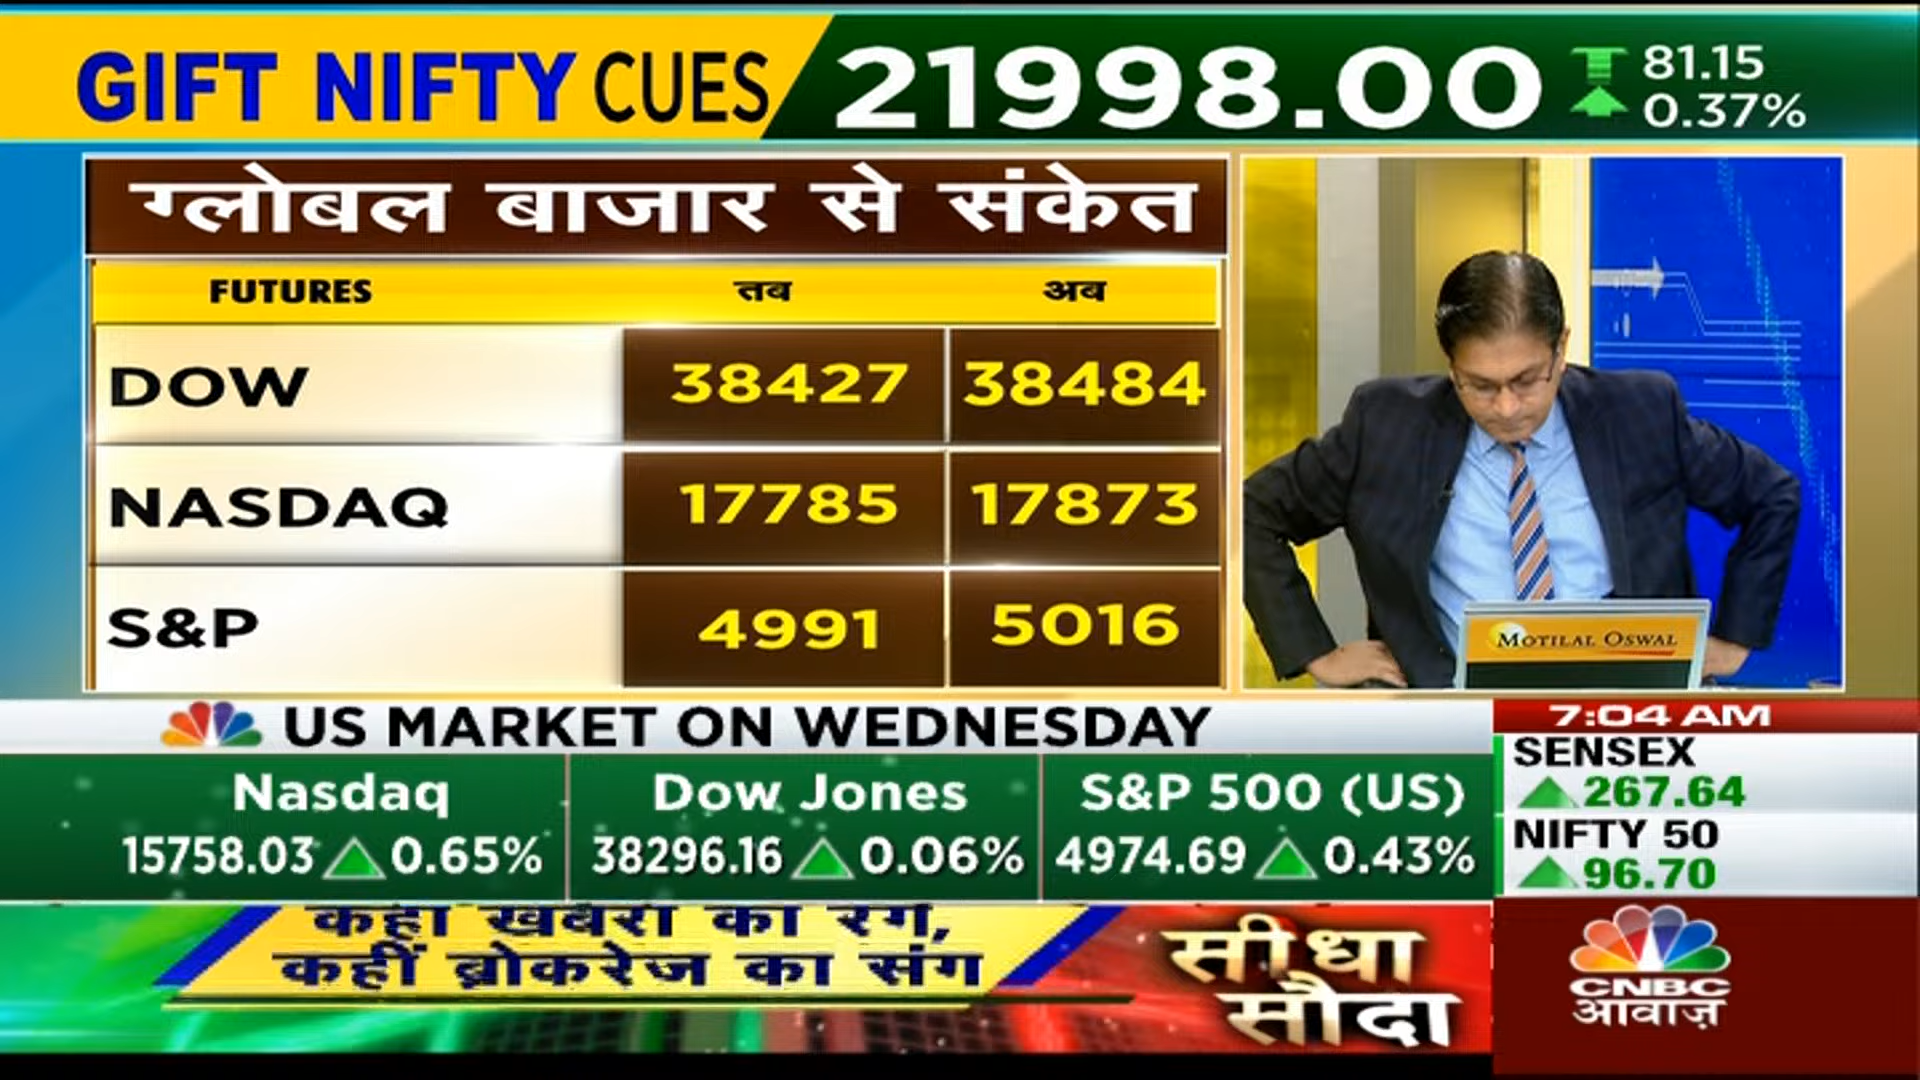 GIFT NIFTY CUES
21998.00
81.15
0.37%
ग्लोबल बाजार से संकेत
FUTURES तब अब
DOW 38427 38484
NASDAQ 17785 17873
S&P 4991 5016
MOTILAL OSWAL
US MARKET ON WEDNESDAY
Nasdaq
15758.03 0.65%
Dow Jones
38296.16 0.06%
S&P 500 (US)
4974.69 0.43%
7:04 AM
SENSEX
267.64
NIFTY 50
96.70
कहीं खबरों का रंग,
कहीं ब्रोकरेज का संग
सीधा
सौदा
CNBC
आवाज़